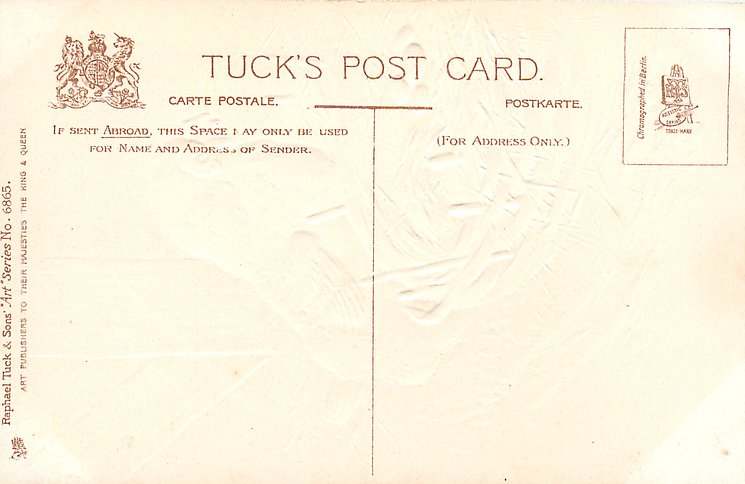 TUCK'S POST CARD.
CARTE POSTALE.
POSTKARTE.
IF SENT ABROAD, THIS SPACE MAY ONLY BE USED
FOR NAME AND ADDRESS OF SENDER.
(FOR ADDRESS ONLY.)
Chromographed in Berlin.
TRADE-MARK
Raphael Tuck & Sons' "Art" Series No. 6865.
ART PUBLISHERS TO THEIR MAJESTIES THE KING & QUEEN